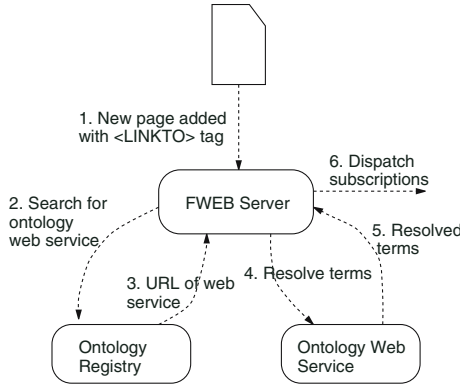 1. New page added
with <LINKTO> tag
6. Dispatch
subscriptions
2. Search for
ontology
web service
FWEB Server
5. Resolved
terms
3. URL of web
service
4. Resolve terms
Ontology
Registry
Ontology Web
Service